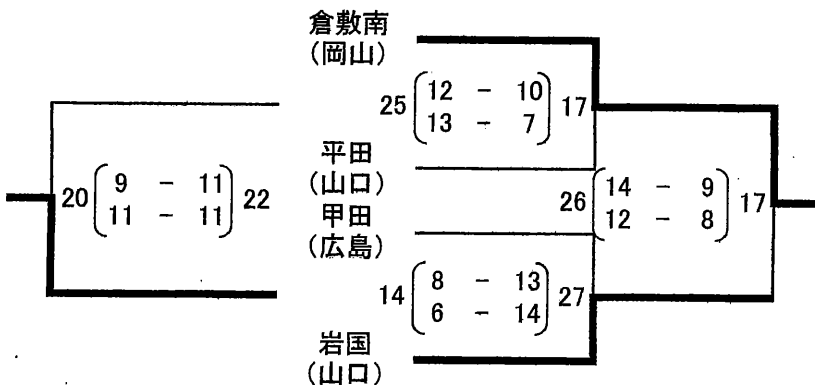 倉敷南
(岡山)
25 12 - 10 17
13 - 7
平田
(山口)
20 9 - 11 22
11 - 11
甲田
(広島)
26 14 - 9 17
12 - 8
14 8 - 13 27
6 - 14
岩国
(山口)